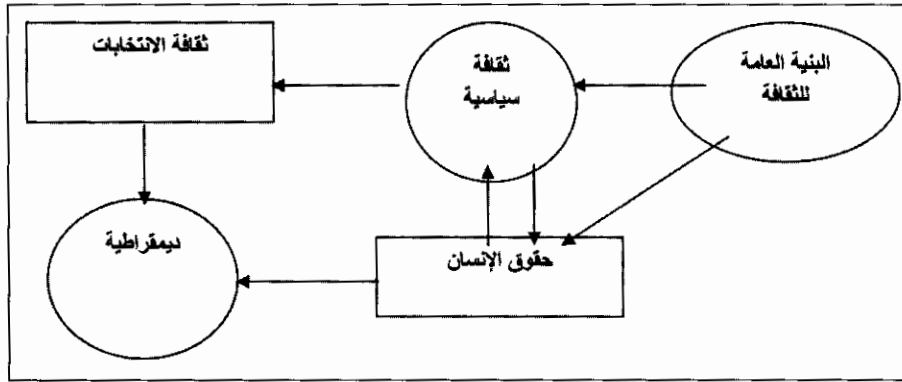 البنية العامة
للثقافة
ثقافة
سياسية
ثقافة الانتخابات
حقوق الإنسان
ديمقراطية